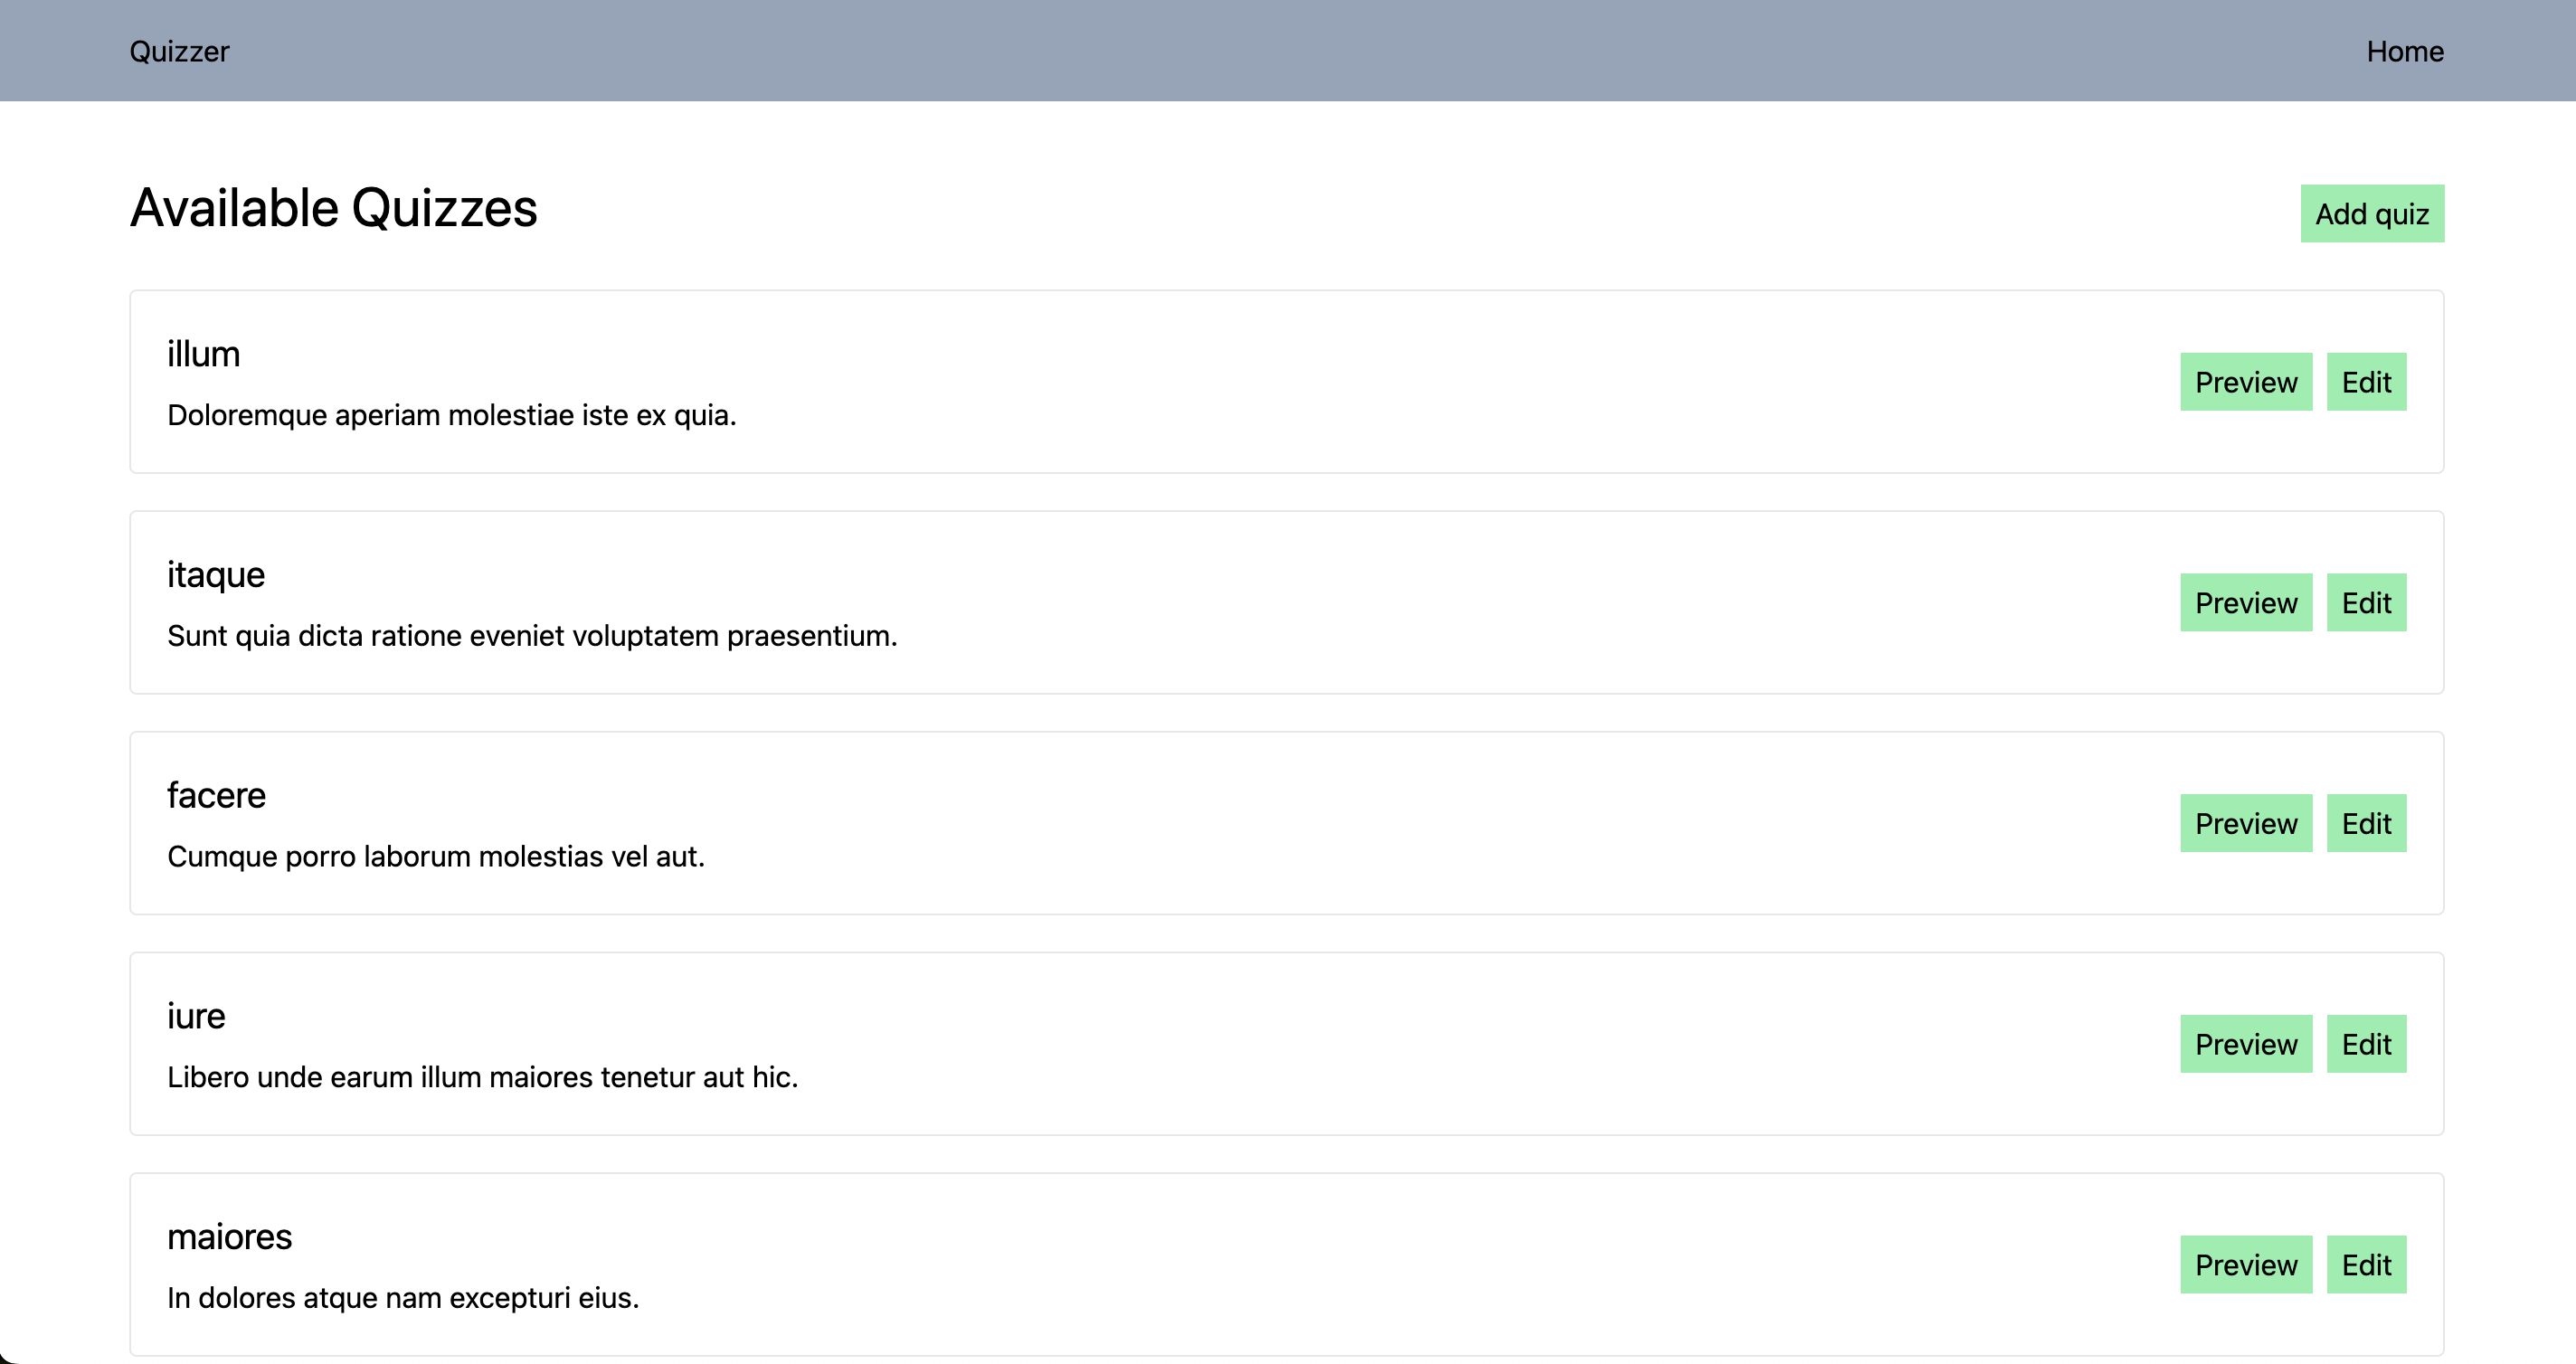 Quizzer Home
Available Quizzes Add quiz
illum
Doloremque aperiam molestiae iste ex quia.
Preview Edit
itaque
Sunt quia dicta ratione eveniet voluptatem praesentium.
Preview Edit
facere
Cumque porro laborum molestias vel aut.
Preview Edit
iure
Libero unde earum illum maiores tenetur aut hic.
Preview Edit
maiores
In dolores atque nam excepturi eius.
Preview Edit